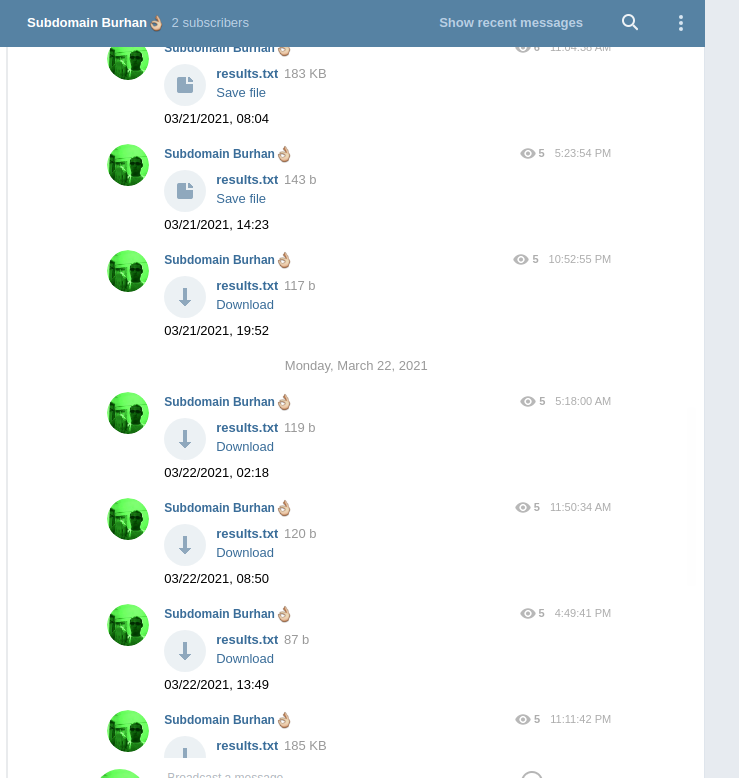 Subdomain Burhan👌🏼 2 subscribers Show recent messages
Subdomain Burhan👌🏼 6 11:04:38 AM
results.txt 183 KB
Save file
03/21/2021, 08:04
Subdomain Burhan👌🏼 5 5:23:54 PM
results.txt 143 b
Save file
03/21/2021, 14:23
Subdomain Burhan👌🏼 5 10:52:55 PM
results.txt 117 b
Download
03/21/2021, 19:52
Monday, March 22, 2021
Subdomain Burhan👌🏼 5 5:18:00 AM
results.txt 119 b
Download
03/22/2021, 02:18
Subdomain Burhan👌🏼 5 11:50:34 AM
results.txt 120 b
Download
03/22/2021, 08:50
Subdomain Burhan👌🏼 5 4:49:41 PM
results.txt 87 b
Download
03/22/2021, 13:49
Subdomain Burhan👌🏼 5 11:11:42 PM
results.txt 185 KB
Broadcast a message